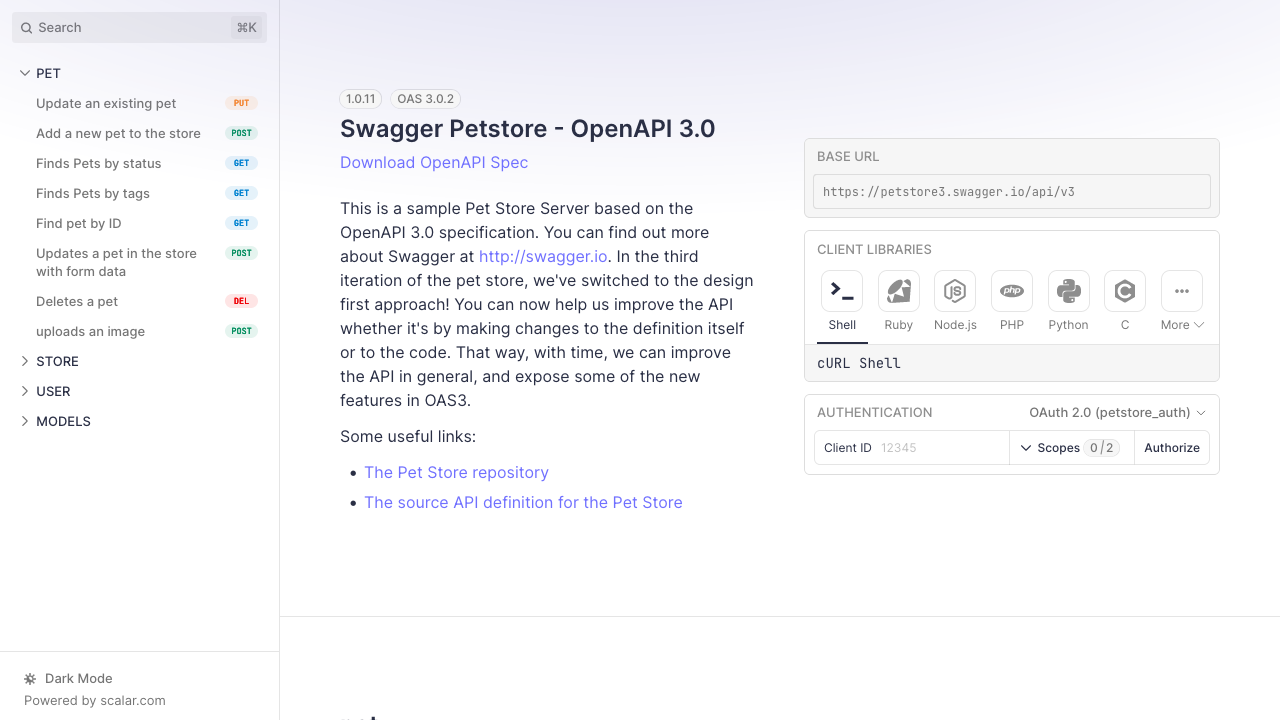 Search ⌘K
PET
Update an existing pet PUT
Add a new pet to the store POST
Finds Pets by status GET
Finds Pets by tags GET
Find pet by ID GET
Updates a pet in the store POST
with form data
Deletes a pet DEL
uploads an image POST
STORE
USER
MODELS
Dark Mode
Powered by scalar.com
1.0.11 OAS 3.0.2
Swagger Petstore - OpenAPI 3.0
Download OpenAPI Spec
This is a sample Pet Store Server based on the
OpenAPI 3.0 specification. You can find out more
about Swagger at http://swagger.io. In the third
iteration of the pet store, we've switched to the design
first approach! You can now help us improve the API
whether it's by making changes to the definition itself
or to the code. That way, with time, we can improve
the API in general, and expose some of the new
features in OAS3.
Some useful links:
• The Pet Store repository
• The source API definition for the Pet Store
BASE URL
https://petstore3.swagger.io/api/v3
CLIENT LIBRARIES
php
Shell Ruby Node.js PHP Python C More
cURL Shell
AUTHENTICATION OAuth 2.0 (petstore_auth)
Client ID 12345 Scopes 0/2 Authorize